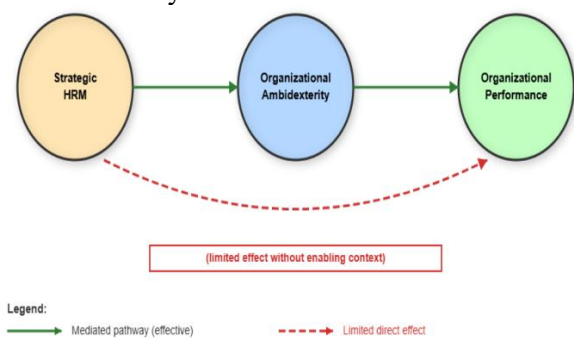 Strategic
HRM
Organizational
Ambidexterity
Organizational
Performance
(limited effect without enabling context)
Legend:
Mediated pathway (effective)
Limited direct effect